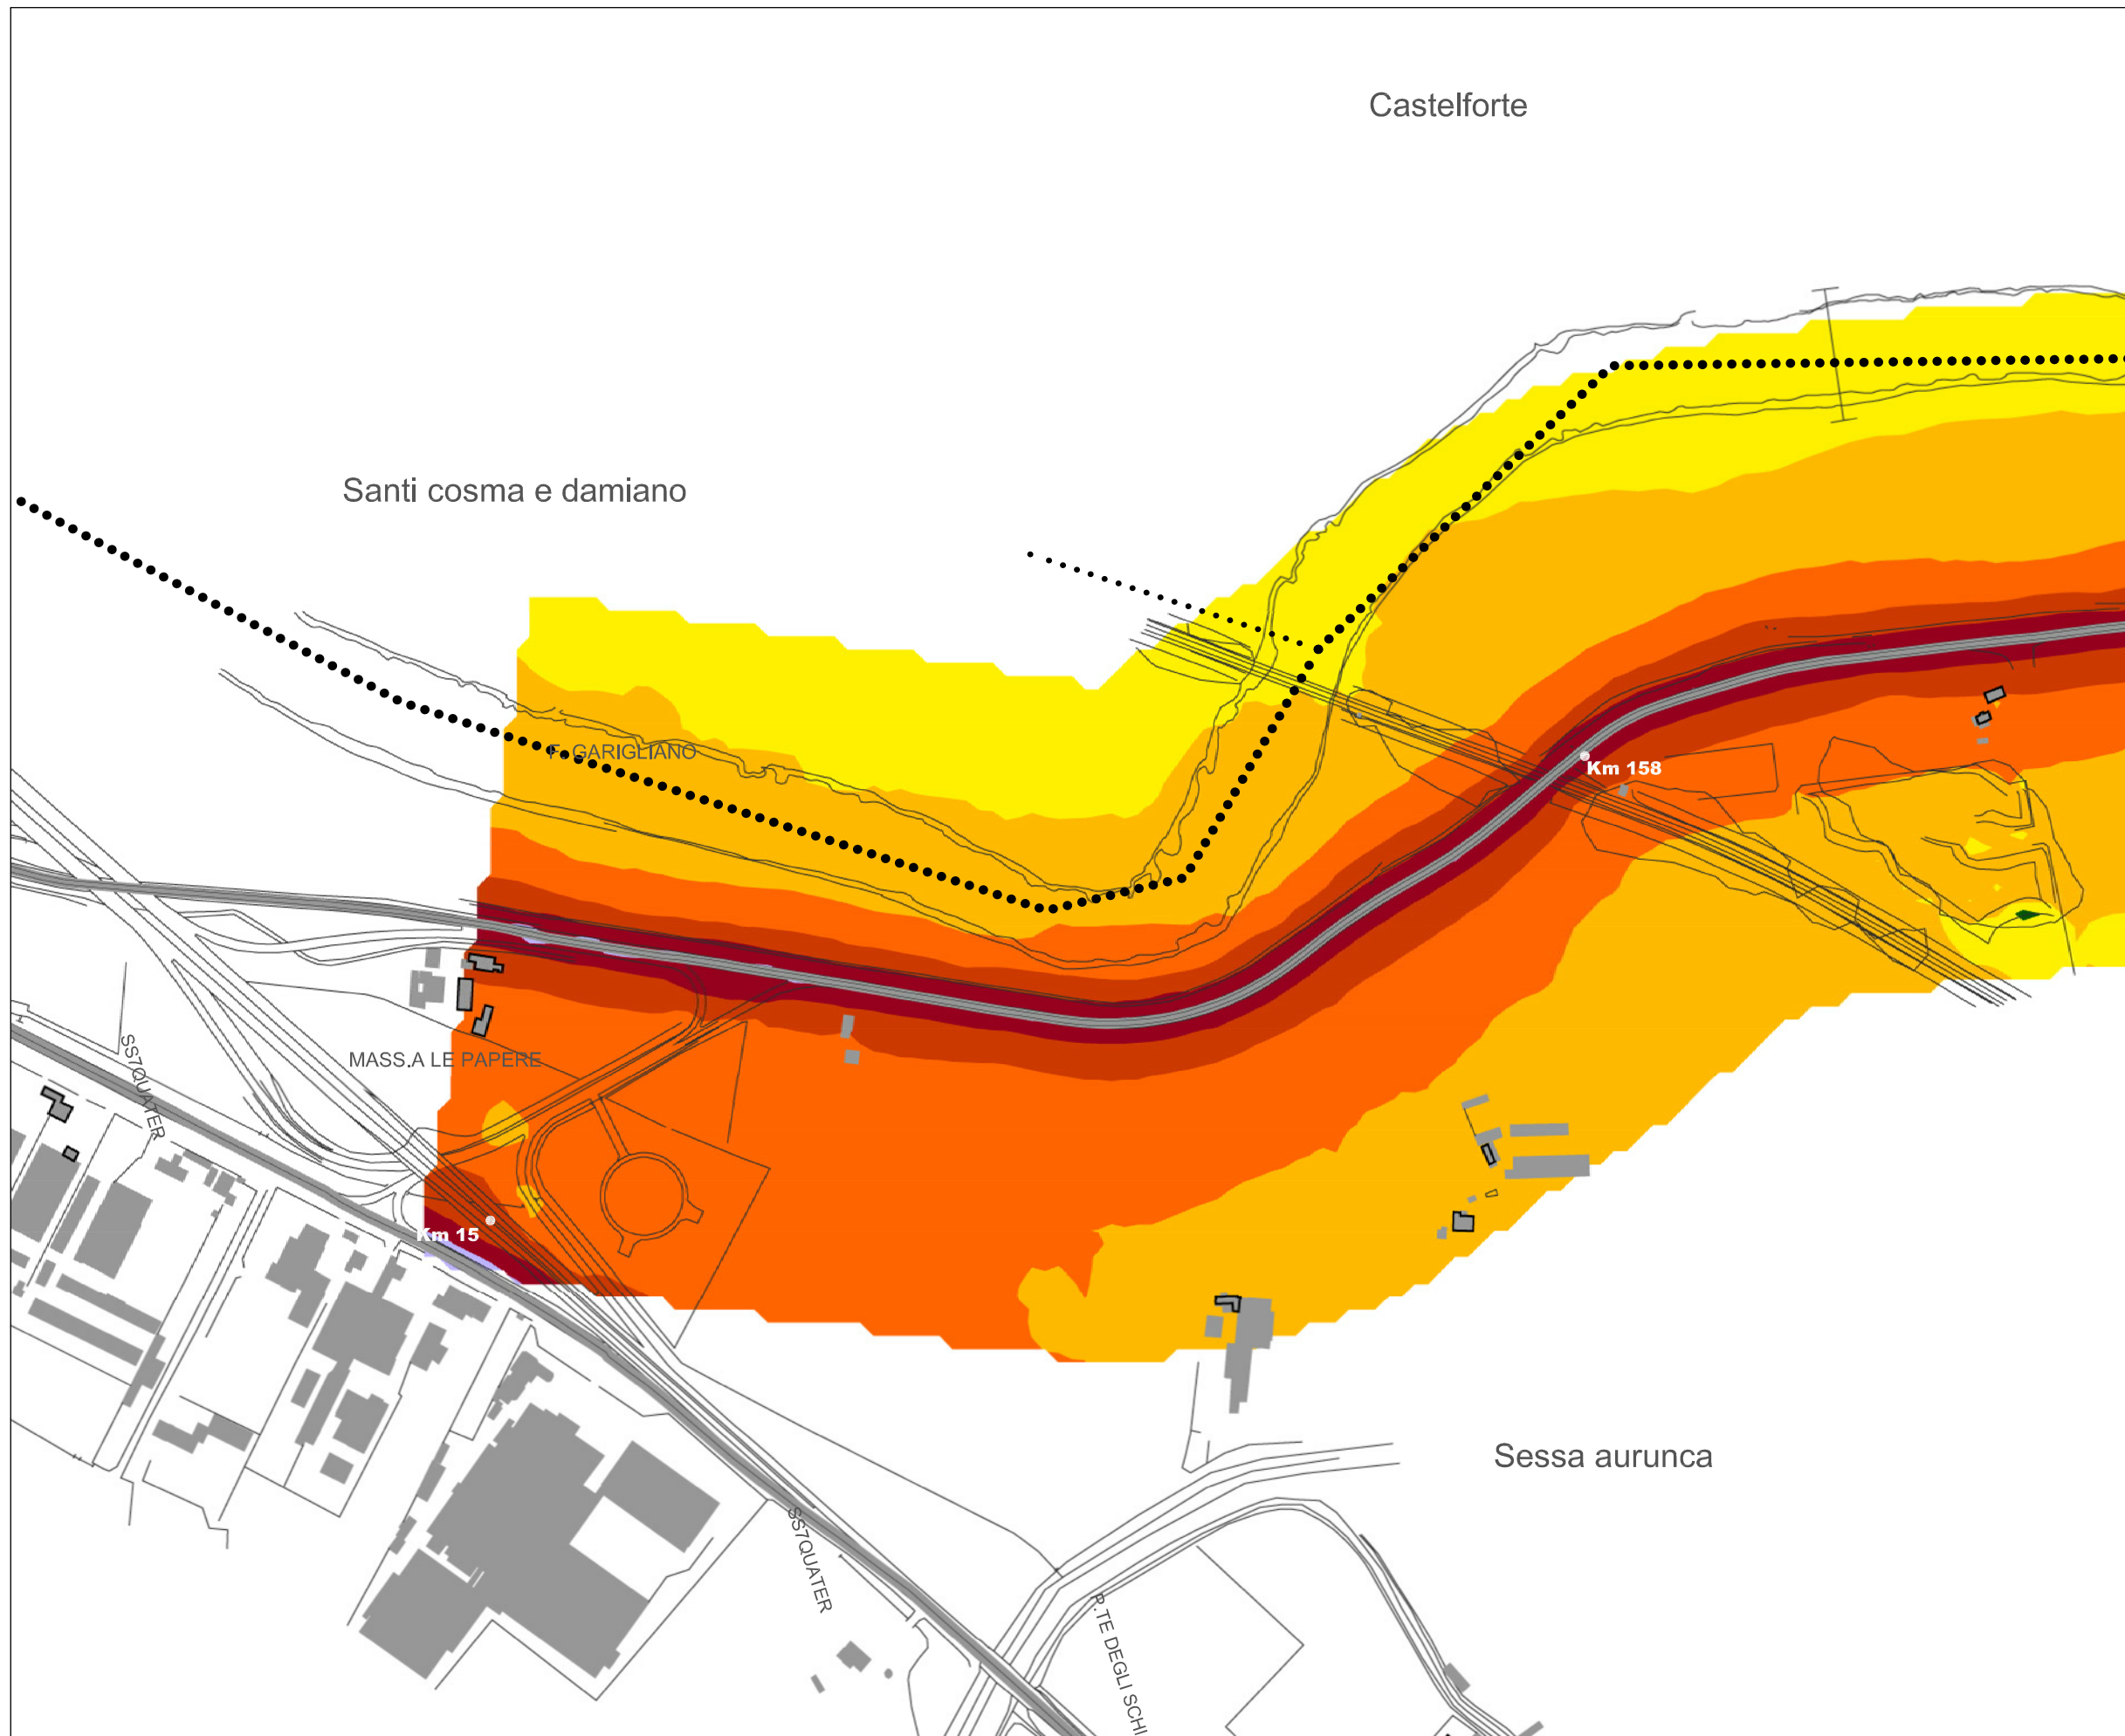 Castelforte
Santi cosma e damiano
F. GARIGLIANO
Km 158
MASS.A LE PAPERE
SS7QUATER
Km 15
Sessa aurunca
SS7QUATER
P.TE DEGLI SCHI